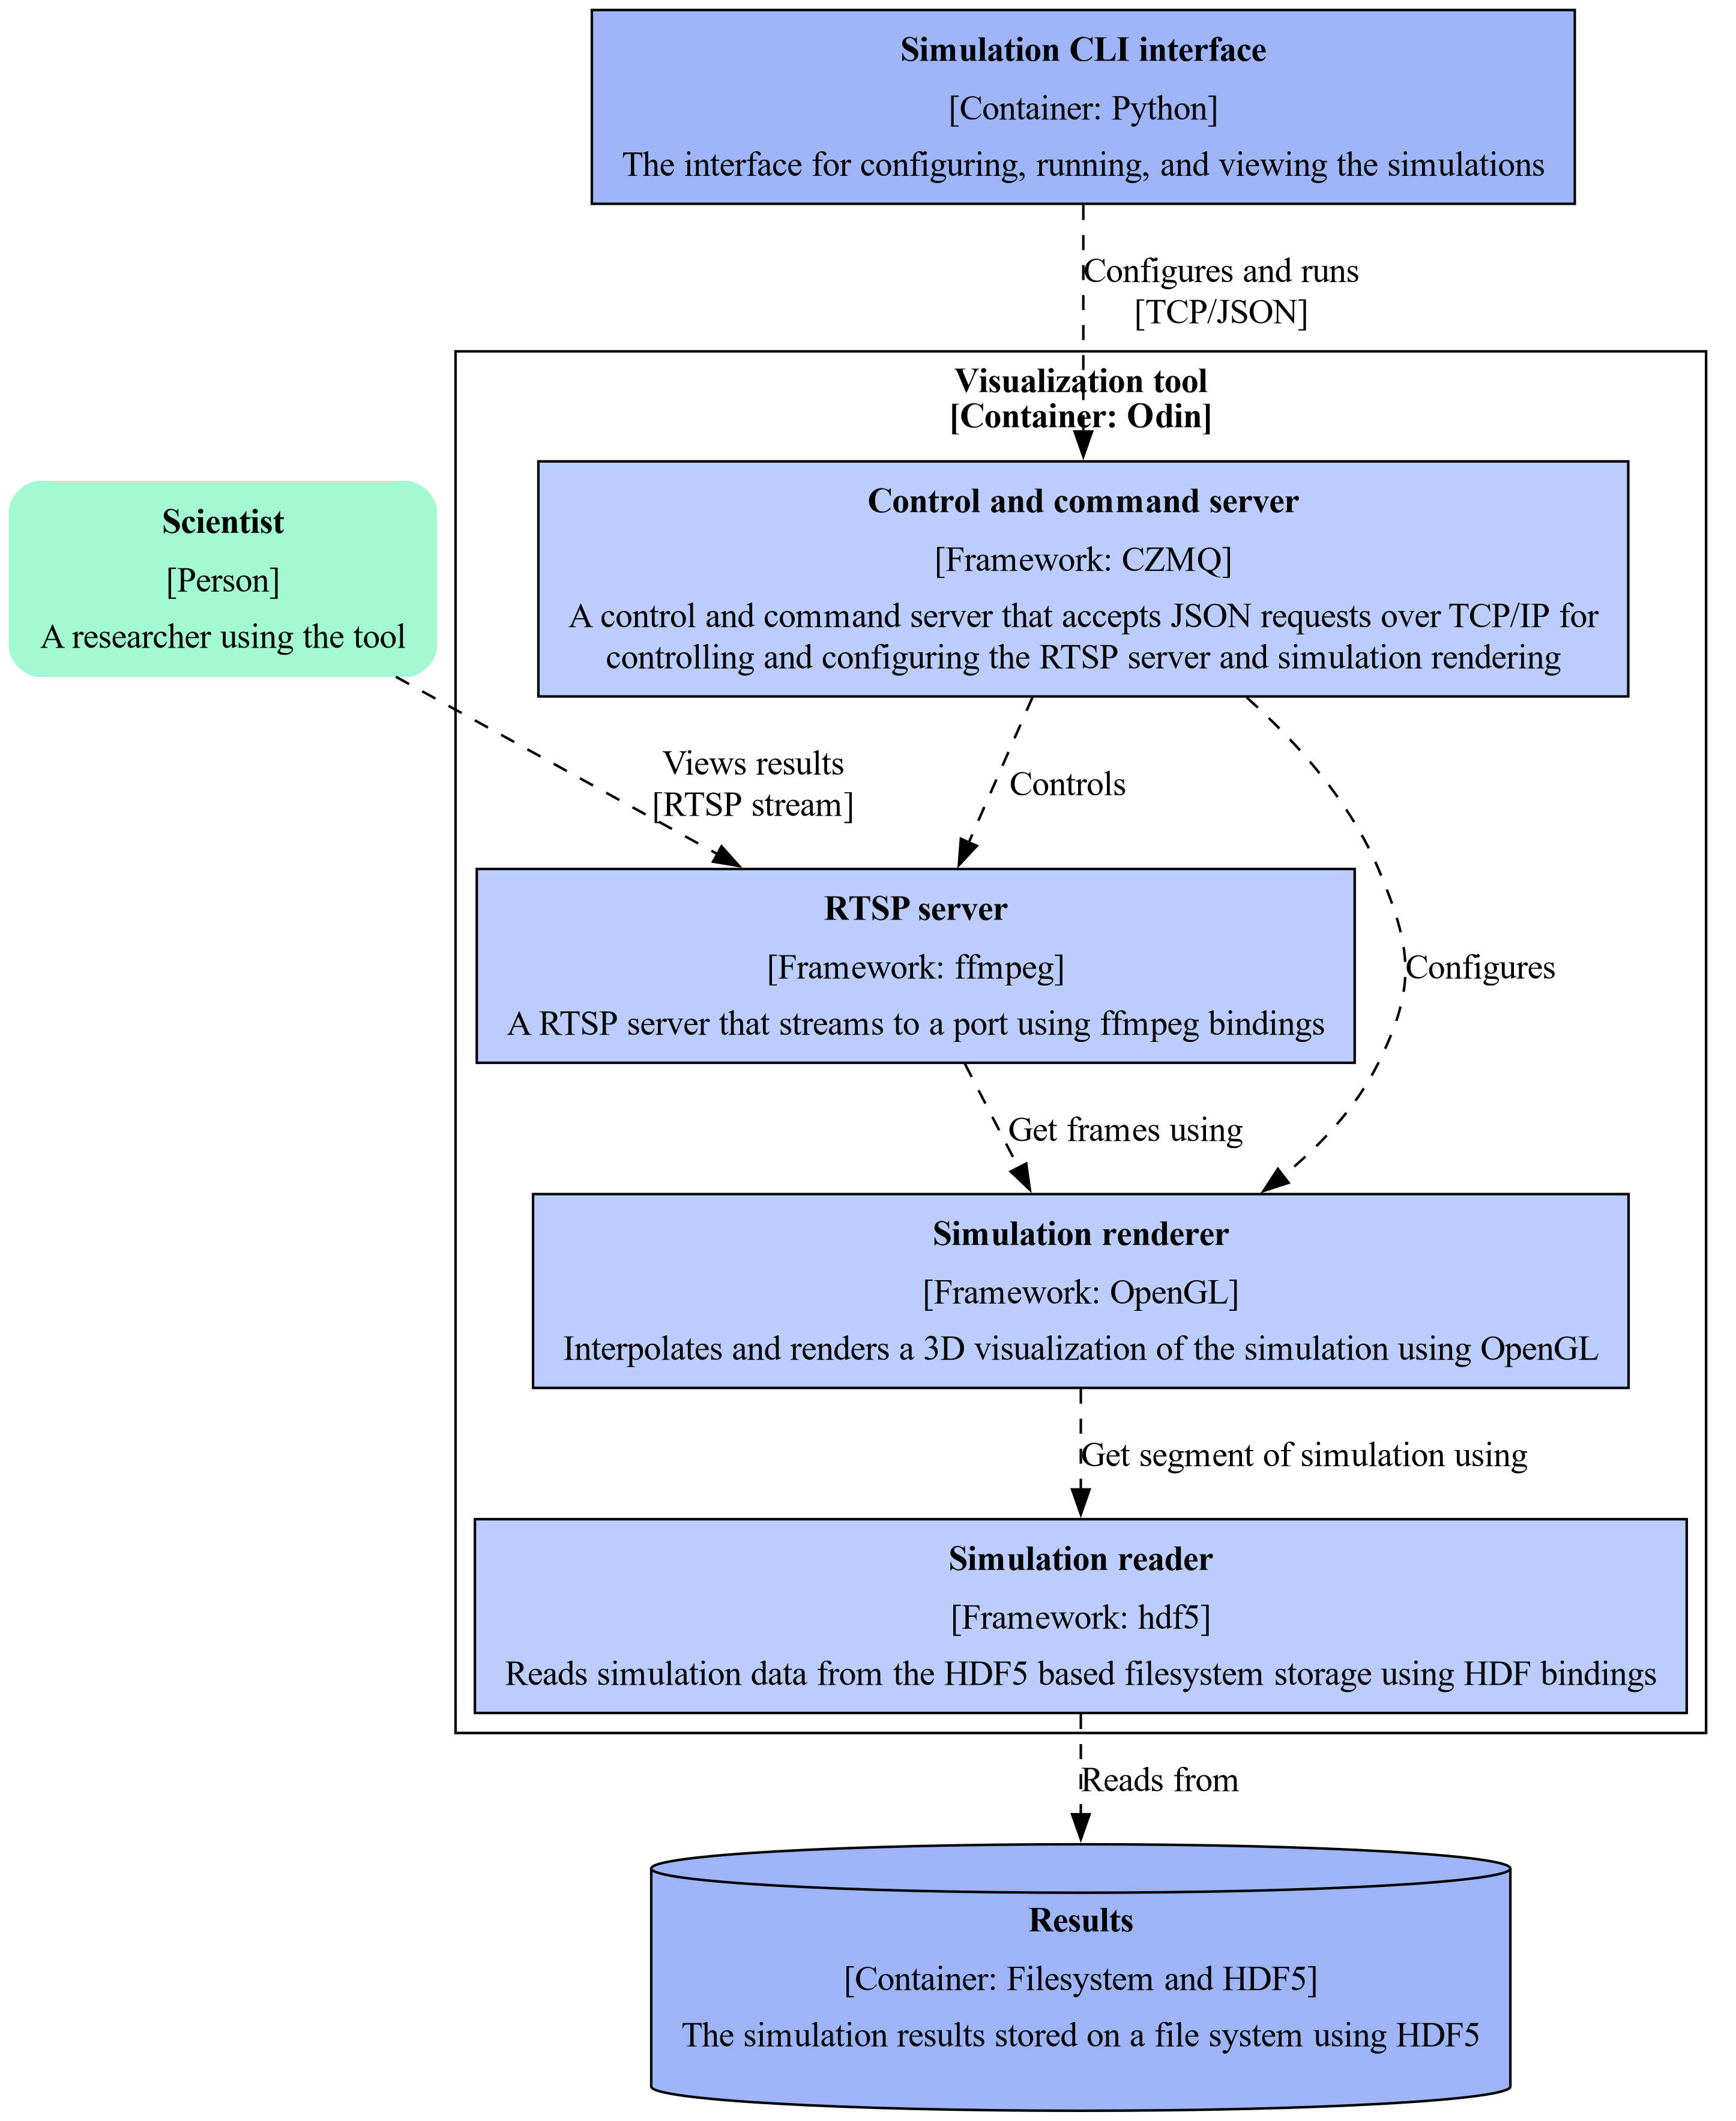 Simulation CLI interface
[Container: Python]
The interface for configuring, running, and viewing the simulations
Configures and runs
[TCP/JSON]
Visualization tool
[Container: Odin]
Control and command server
[Framework: CZMQ]
A control and command server that accepts JSON requests over TCP/IP for
controlling and configuring the RTSP server and simulation rendering
Scientist
[Person]
A researcher using the tool
Views results
[RTSP stream]
Controls
RTSP server
[Framework: ffmpeg]
A RTSP server that streams to a port using ffmpeg bindings
Configures
Get frames using
Simulation renderer
[Framework: OpenGL]
Interpolates and renders a 3D visualization of the simulation using OpenGL
Get segment of simulation using
Simulation reader
[Framework: hdf5]
Reads simulation data from the HDF5 based filesystem storage using HDF bindings
Reads from
Results
[Container: Filesystem and HDF5]
The simulation results stored on a file system using HDF5